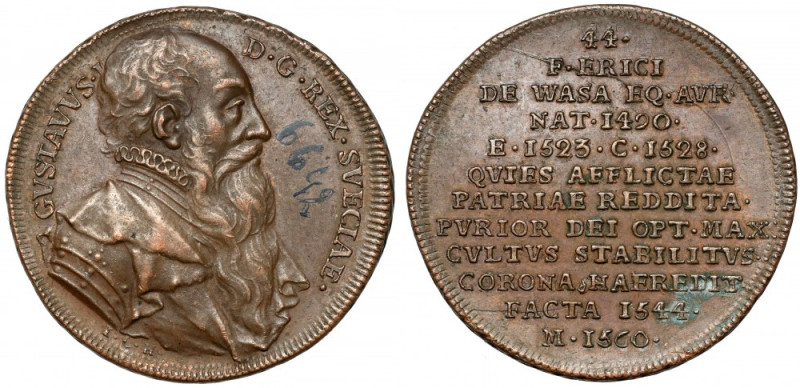 GVSTAVVS·I· D·G·REX·SVECIAE·
44·
F·ERICI
DE WASA EQ·AVR
NAT·1490·
E·1523·C·1528·
QVIES AFFLICTAE
PATRIAE REDDITA·
PVRIOR DEI OPT·MAX
CVLTVS STABILITVS·
CORONA HAEREDIT
FACTA 1544·
M·1560·